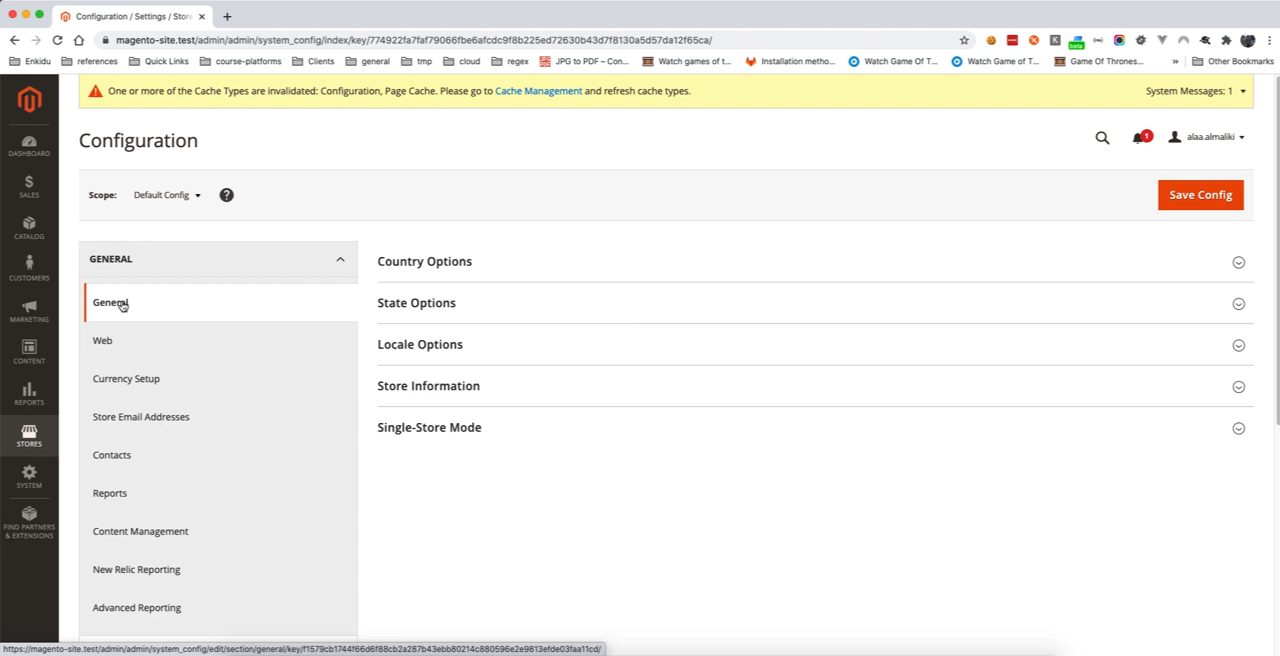 Configuration / Settings / Store
magento-site.test/admin/admin/system_config/index/key/774922fa7faf79066fbe6afcdc9f8b225ed72630b43d7f8130a5d57da12f65ca/
Enkidu references Quick Links course-platforms Clients general tmp cloud regex JPG to PDF – Con... Watch games of t... Installation metho... Watch Game Of T... Watch Game of T... Game Of Thrones... » Other Bookmarks
One or more of the Cache Types are invalidated: Configuration, Page Cache. Please go to Cache Management and refresh cache types.
System Messages: 1
Configuration
1
alaa.almaliki
Scope: Default Config ?
Save Config
DASHBOARD
SALES
CATALOG
CUSTOMERS
MARKETING
CONTENT
REPORTS
STORES
SYSTEM
FIND PARTNERS
& EXTENSIONS
GENERAL
General
Web
Currency Setup
Store Email Addresses
Contacts
Reports
Content Management
New Relic Reporting
Advanced Reporting
Country Options
State Options
Locale Options
Store Information
Single-Store Mode
https://magento-site.test/admin/admin/system_config/edit/section/general/key/f1579cb1744f66d6f88cb2a287b43ebb80214c880596e2e9813efde03faa11cd/